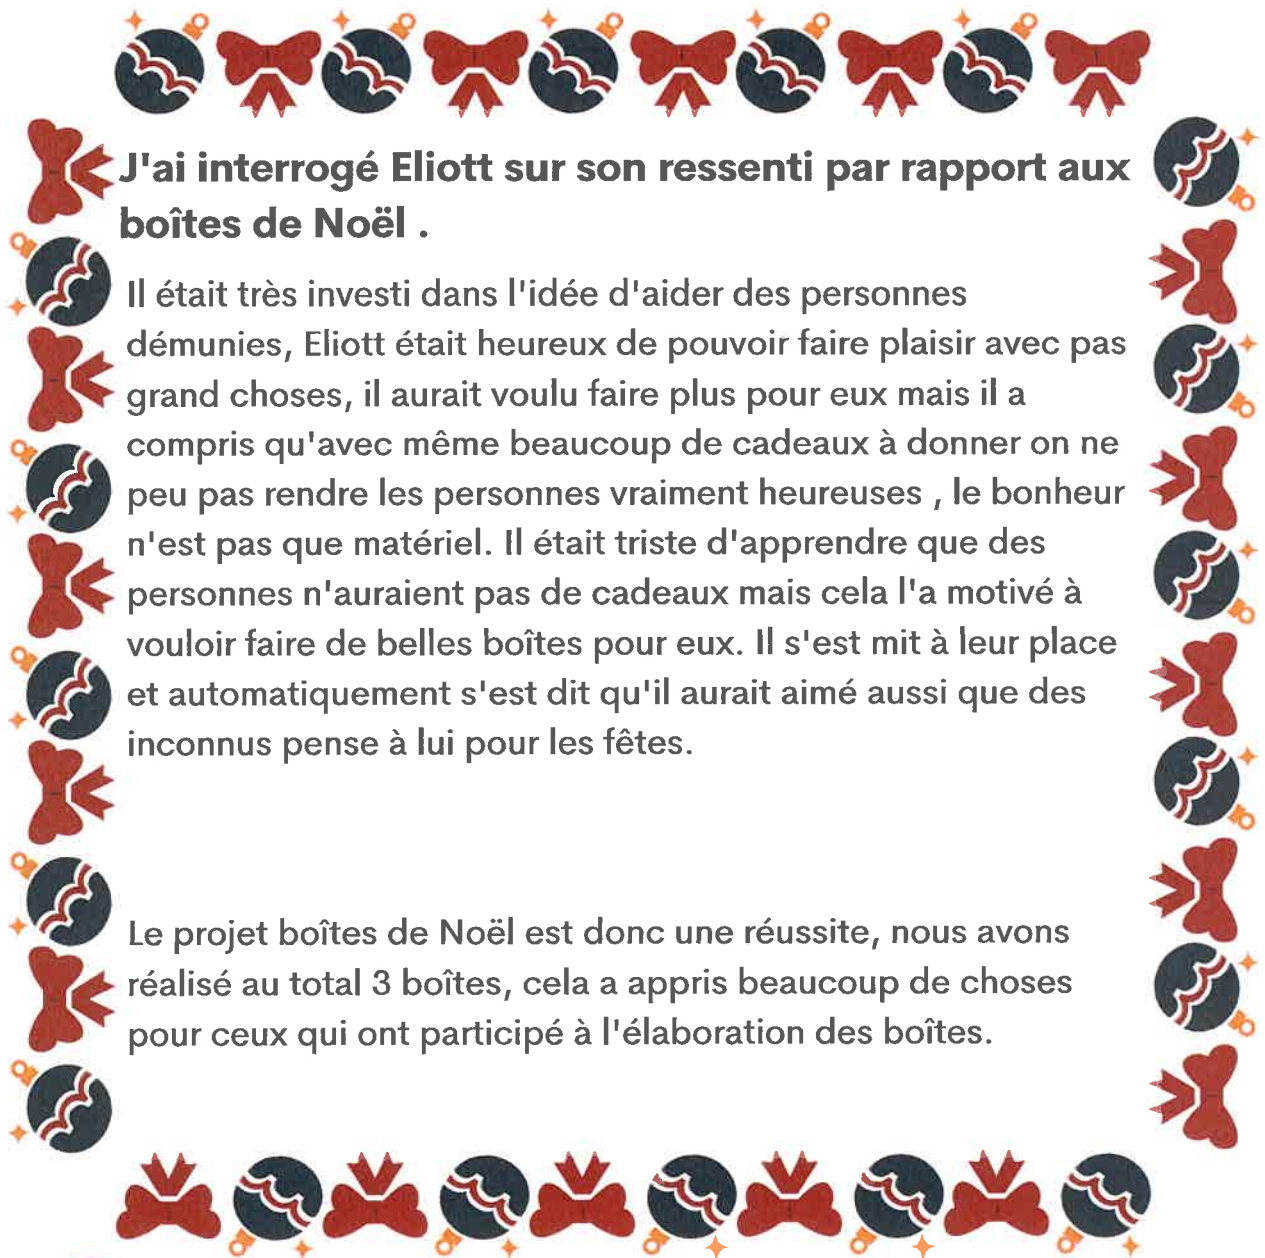 J'ai interrogé Eliott sur son ressenti par rapport aux
boîtes de Noël .
Il était très investi dans l'idée d'aider des personnes
démunies, Eliott était heureux de pouvoir faire plaisir avec pas
grand choses, il aurait voulu faire plus pour eux mais il a
compris qu'avec même beaucoup de cadeaux à donner on ne
peu pas rendre les personnes vraiment heureuses , le bonheur
n'est pas que matériel. Il était triste d'apprendre que des
personnes n'auraient pas de cadeaux mais cela l'a motivé à
vouloir faire de belles boîtes pour eux. Il s'est mit à leur place
et automatiquement s'est dit qu'il aurait aimé aussi que des
inconnus pense à lui pour les fêtes.
Le projet boîtes de Noël est donc une réussite, nous avons
réalisé au total 3 boîtes, cela a appris beaucoup de choses
pour ceux qui ont participé à l'élaboration des boîtes.